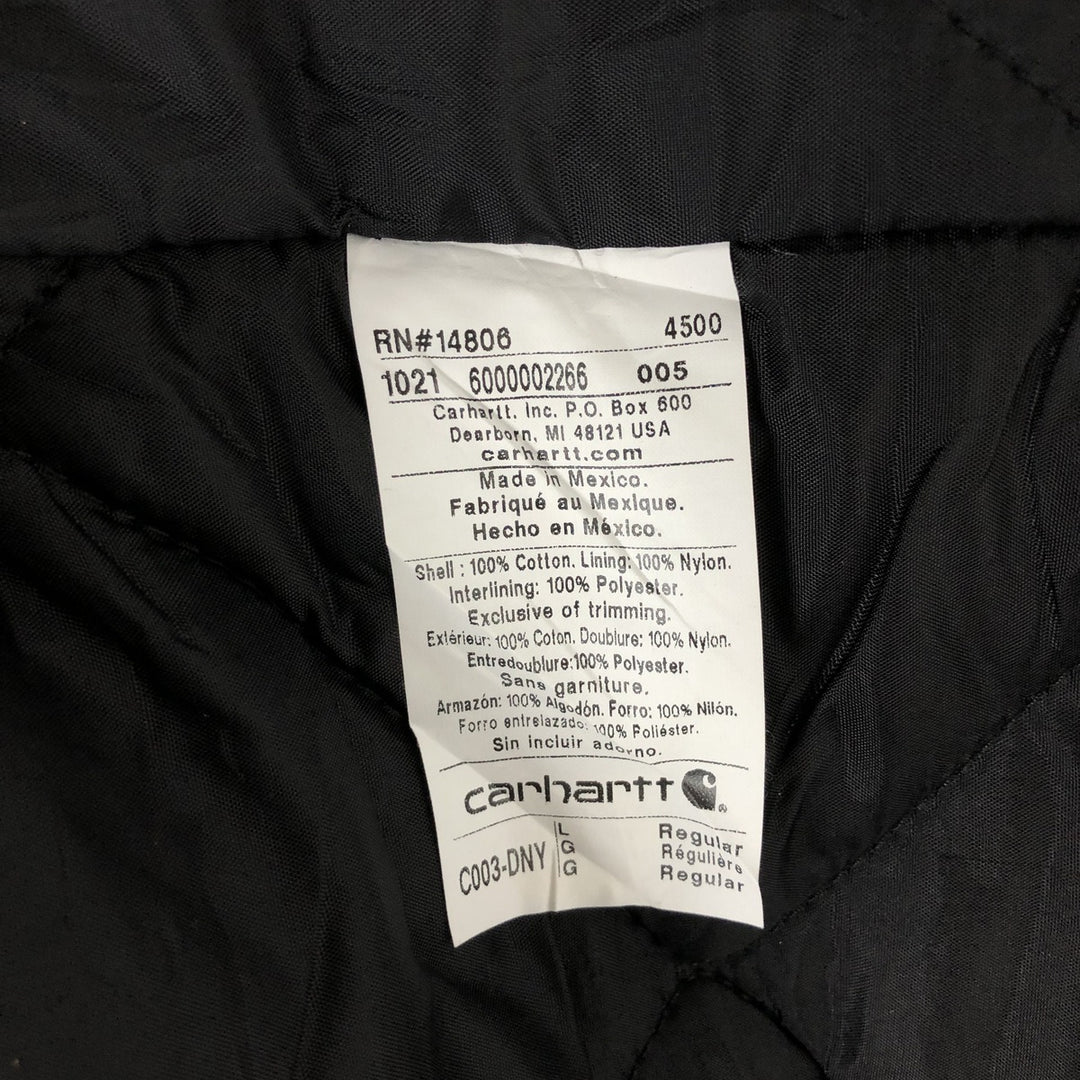 RN#14806 4500
1021 6000002266 005
Carhartt, Inc. P.O. Box 600
Dearborn, MI 48121 USA
carhartt.com
Made in Mexico.
Fabriqué au Mexique.
Hecho en México.
Shell : 100% Cotton. Lining: 100% Nylon.
Interlining: 100% Polyester.
Exclusive of trimming.
Extérieur: 100% Coton. Doublure: 100% Nylon.
Entredoublure:100% Polyester.
Sans garniture.
Armazón: 100% Algodón. Forro: 100% Nilón.
Forro entrelazado: 100% Poliéster.
Sin incluir adorno.
carhartt
C003-DNY
L Regular
G Régulière
G Regular